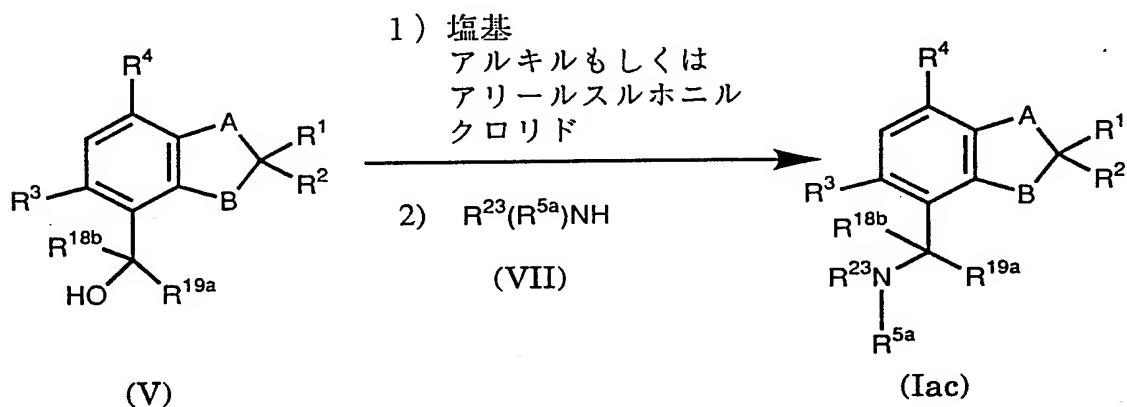 1) 塩基
アルキルもしくは
アリールスルホニル
クロリド
2) R²³(R⁵ᵃ)NH
(VII)
R⁴
A
R¹
R²
B
R³
R¹⁸ᵇ
HO
R¹⁹ᵃ
(V)
R⁴
A
R¹
R²
B
R³
R¹⁸ᵇ
R²³
N
R¹⁹ᵃ
R⁵ᵃ
(Iac)